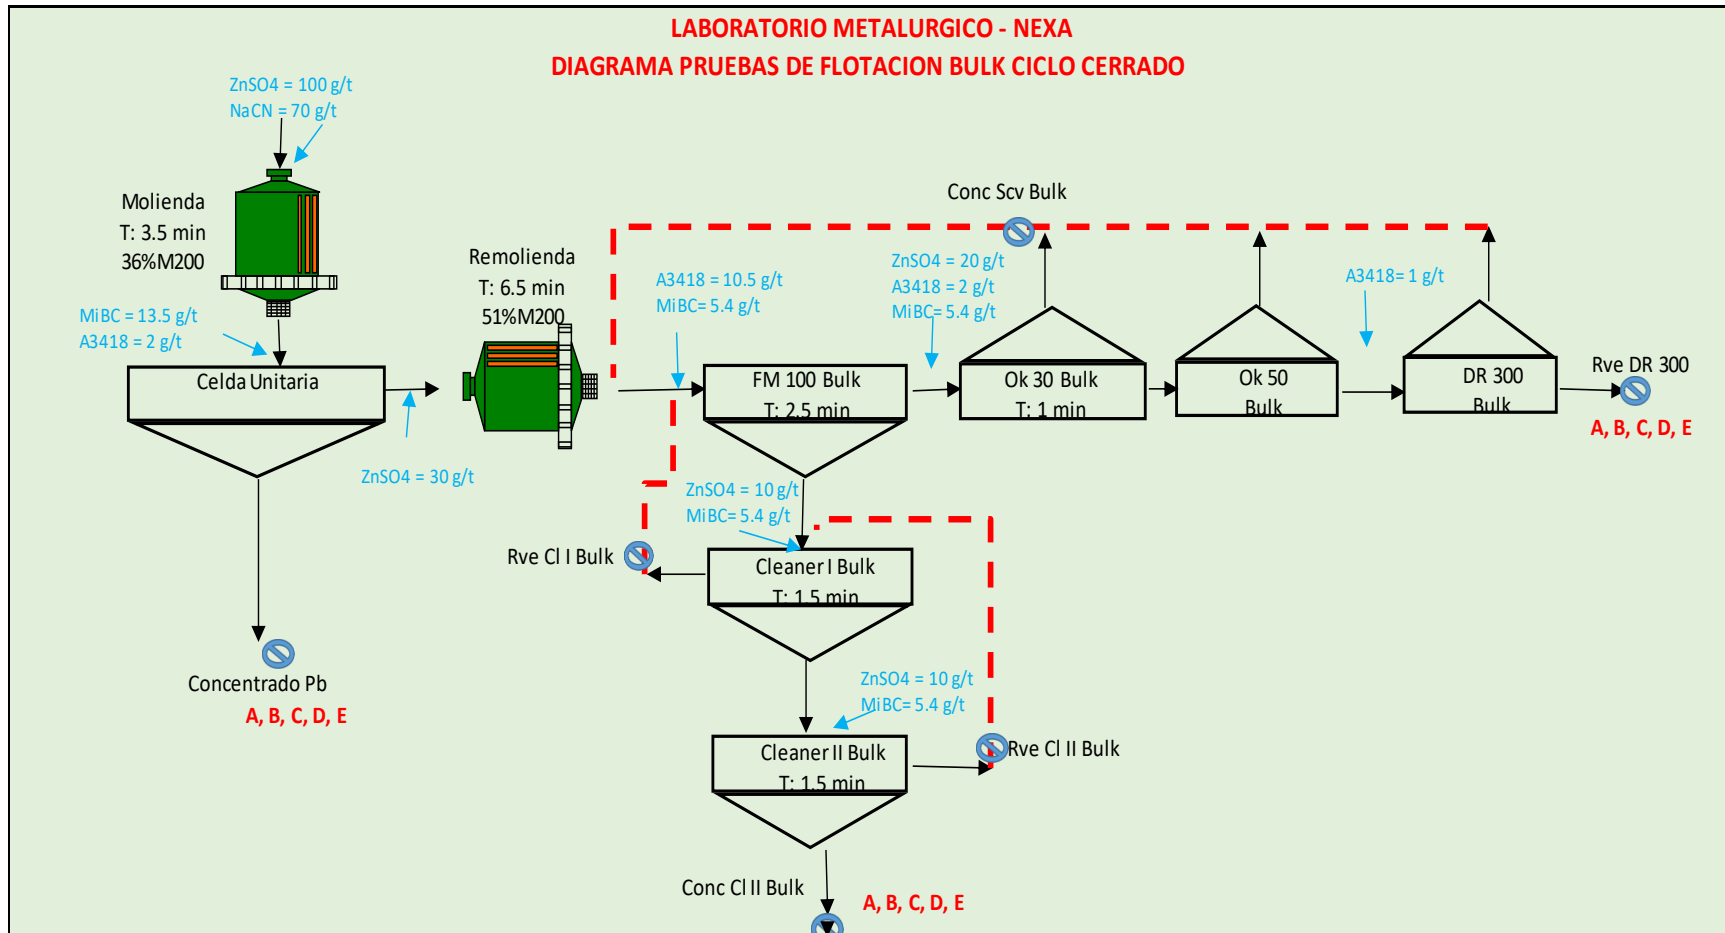 LABORATORIO METALURGICO - NEXA
DIAGRAMA PRUEBAS DE FLOTACION BULK CICLO CERRADO
ZnSO4 = 100 g/t
NaCN = 70 g/t
Molienda
T: 3.5 min
36%M200
MiBC = 13.5 g/t
A3418 = 2 g/t
Celda Unitaria
ZnSO4 = 30 g/t
Concentrado Pb
A, B, C, D, E
Remolienda
T: 6.5 min
51%M200
A3418 = 10.5 g/t
MiBC= 5.4 g/t
FM 100 Bulk
T: 2.5 min
Conc Scv Bulk
ZnSO4 = 20 g/t
A3418 = 2 g/t
MiBC= 5.4 g/t
Ok 30 Bulk
T: 1 min
Ok 50
Bulk
A3418= 1 g/t
DR 300
Bulk
Rve DR 300
A, B, C, D, E
ZnSO4 = 10 g/t
MiBC= 5.4 g/t
Rve Cl I Bulk
Cleaner I Bulk
T: 1.5 min
ZnSO4 = 10 g/t
MiBC= 5.4 g/t
Cleaner II Bulk
T: 1.5 min
Rve Cl II Bulk
Conc Cl II Bulk
A, B, C, D, E